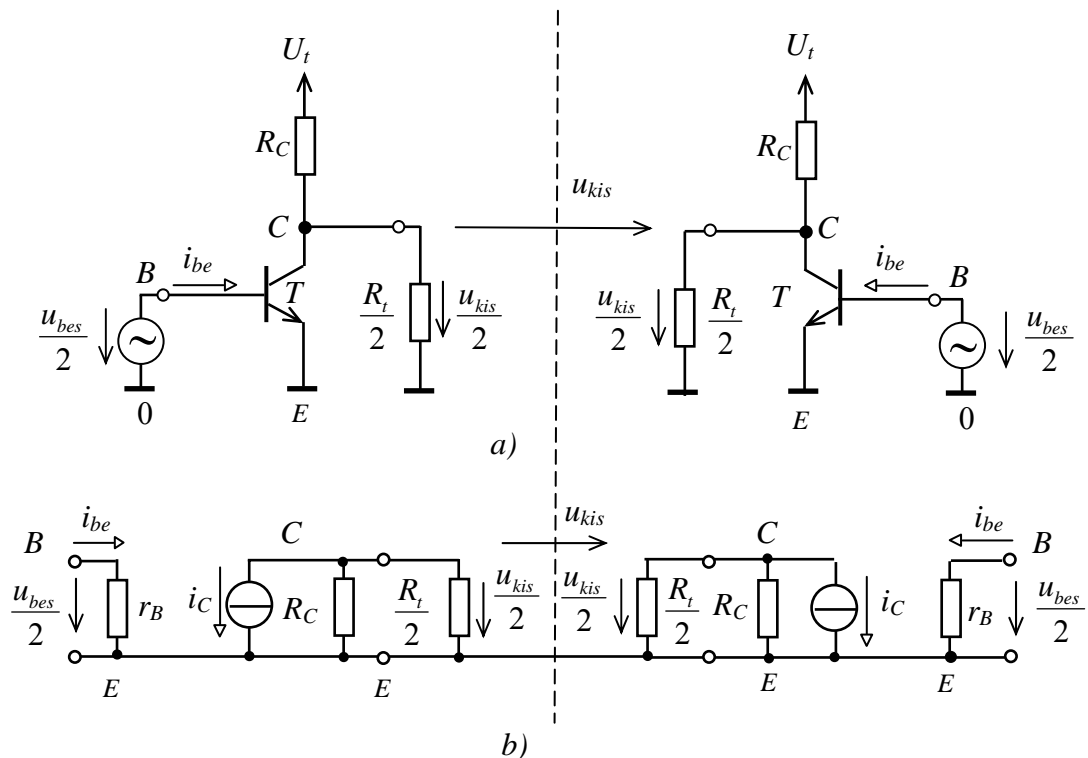 U_t U_t
R_C R_C
u_kis
C C
B i_be T T i_be B
u_bes/2 R_t/2 u_kis/2 u_kis/2 R_t/2 u_bes/2
0 E E 0
a)
i_be u_kis i_be
B C C B
u_bes/2 r_B i_C R_C R_t/2 u_kis/2 u_kis/2 R_t/2 R_C i_C r_B u_bes/2
E E E E
b)